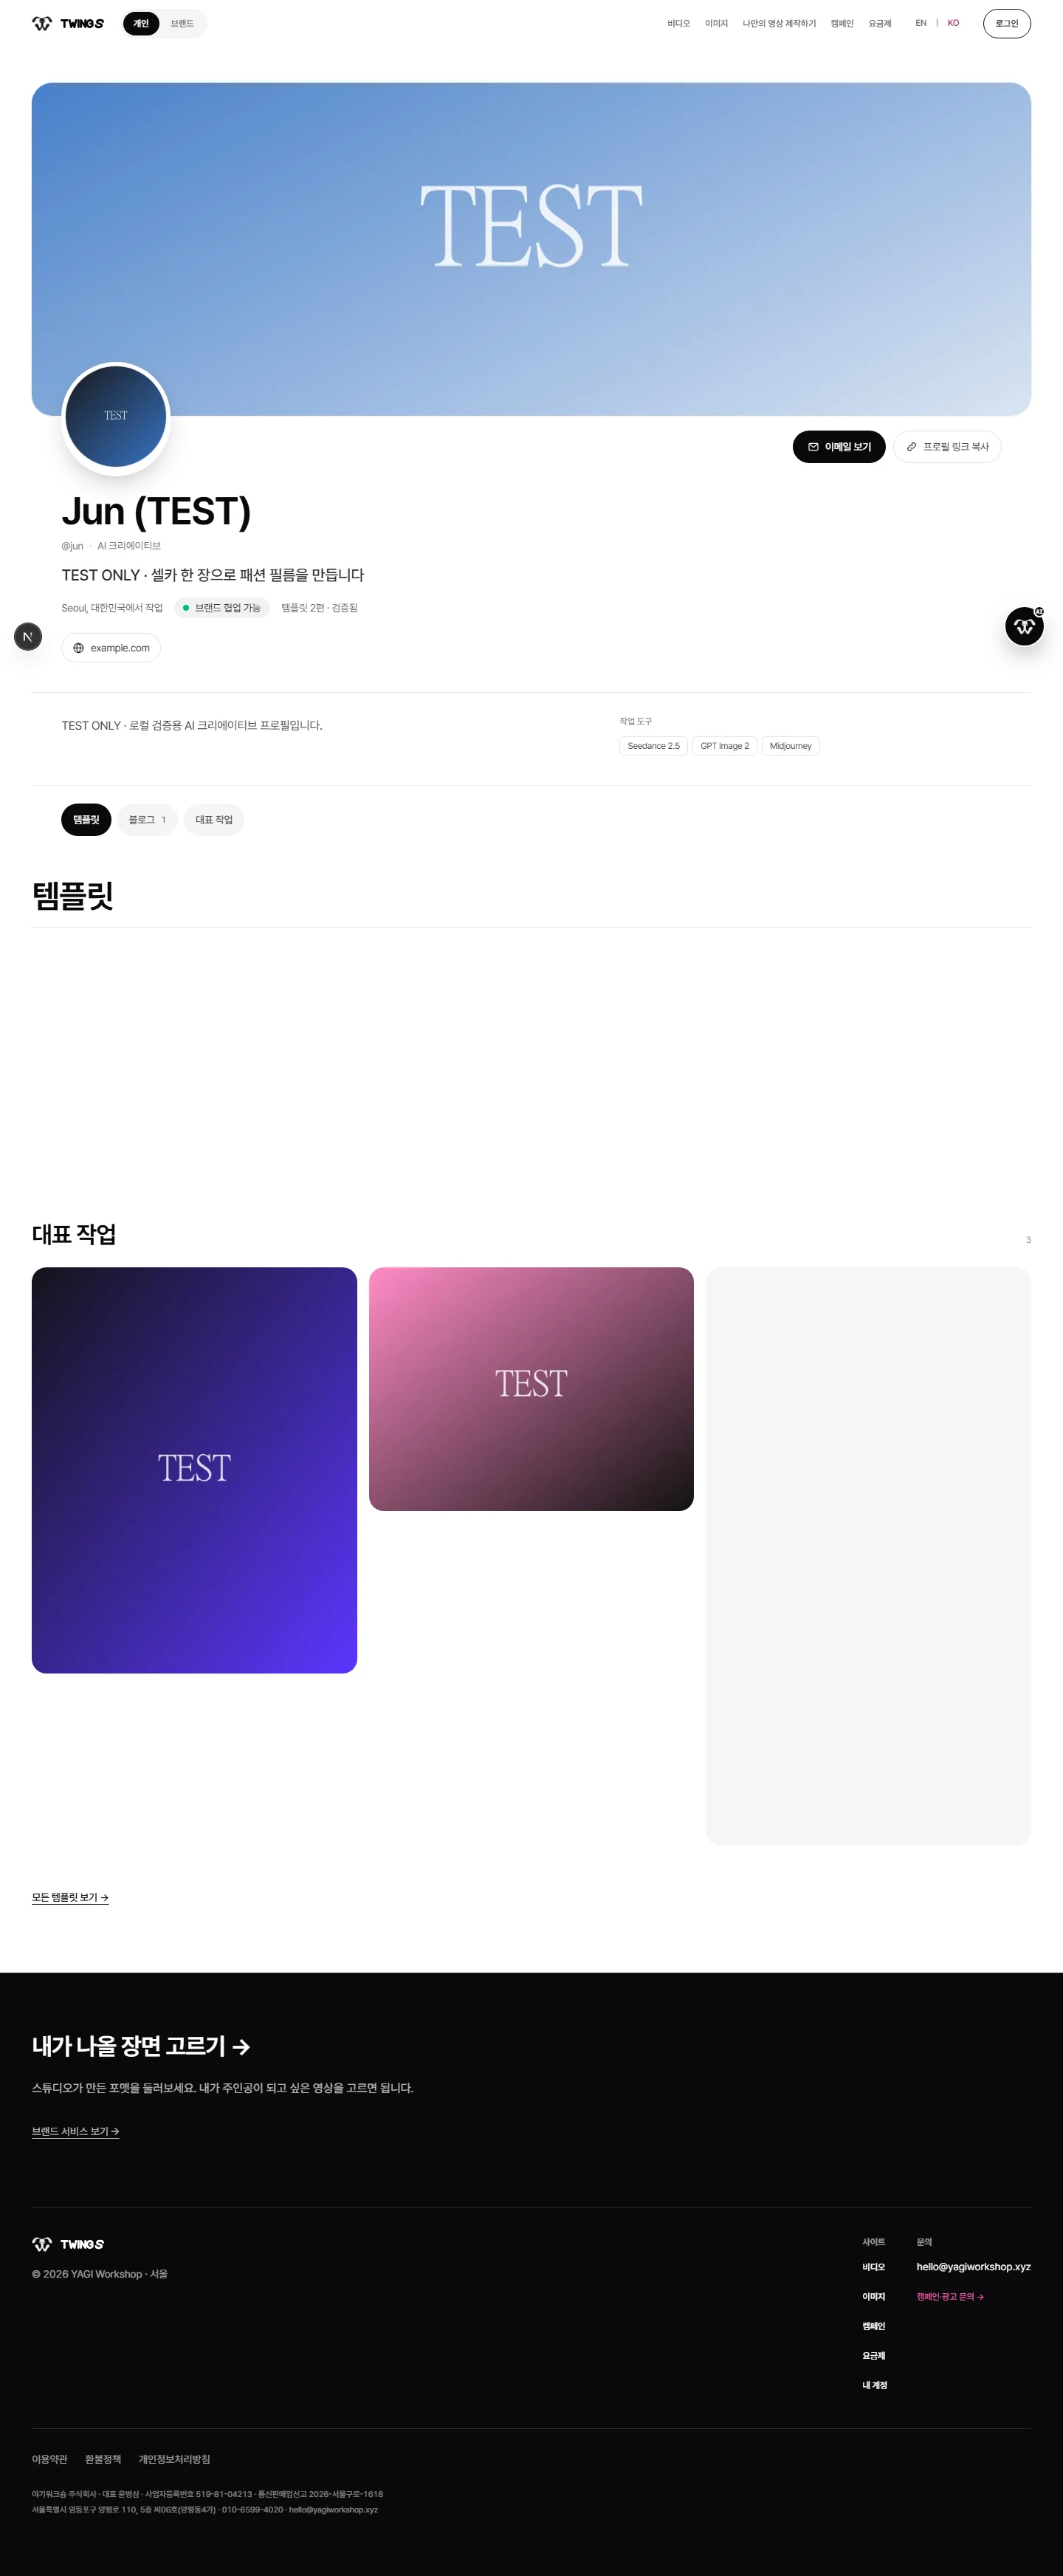 TWINGS
개인
브랜드
비디오
이미지
나만의 영상 제작하기
캠페인
요금제
EN | KO
로그인
TEST
TEST
이메일 보기
프로필 링크 복사
Jun (TEST)
@jun · AI 크리에이티브
TEST ONLY · 셀카 한 장으로 패션 필름을 만듭니다
Seoul, 대한민국에서 작업
브랜드 협업 가능
템플릿 2편 · 검증됨
N
AI
example.com
TEST ONLY · 로컬 검증용 AI 크리에이티브 프로필입니다.
작업 도구
Seedance 2.5
GPT Image 2
Midjourney
템플릿
블로그 1
대표 작업
템플릿
대표 작업
3
TEST
TEST
모든 템플릿 보기 →
내가 나올 장면 고르기 →
스튜디오가 만든 포맷을 둘러보세요. 내가 주인공이 되고 싶은 영상을 고르면 됩니다.
브랜드 서비스 보기 →
TWINGS
© 2026 YAGI Workshop · 서울
사이트
비디오
이미지
캠페인
요금제
내 계정
문의
hello@yagiworkshop.xyz
캠페인·광고 문의 →
이용약관
환불정책
개인정보처리방침
야기워크숍 주식회사 · 대표 윤병삼 · 사업자등록번호 519-81-04213 · 통신판매업신고 2026-서울구로-1618
서울특별시 영등포구 양평로 110, 5층 씨06호(양평동4가) · 010-6599-4020 · hello@yagiworkshop.xyz